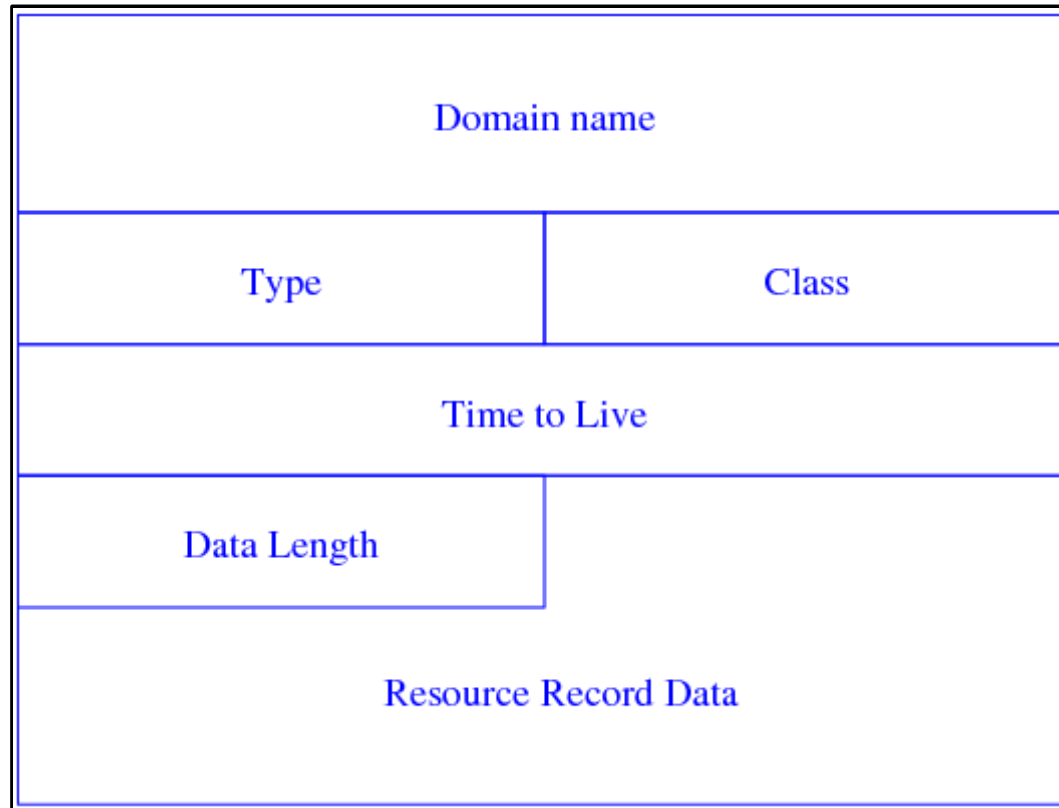 Domain name
Type Class
Time to Live
Data Length
Resource Record Data